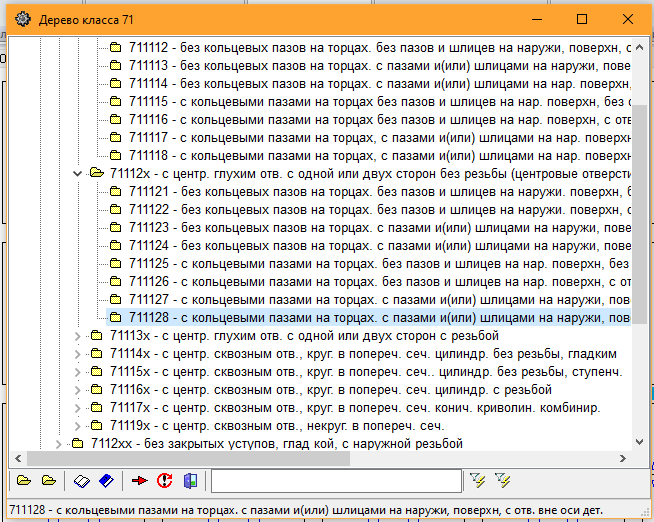 Дерево класса 71
711112 - без кольцевых пазов на торцах. без пазов и шлицев на наружи, поверхн, с
711113 - без кольцевых пазов на торцах. с пазами и(или) шлицами на наружи, пове
711114 - без кольцевых пазов на торцах. с пазами и(или) шлицами на нар. поверхн,
711115 - с кольцевыми пазами на торцах без пазов и шлицев на нар. поверхн, без о
711116 - с кольцевыми пазами на торцах без пазов и шлицев на нар. поверхн, с отв
711117 - с кольцевыми пазами на торцах, с пазами и(или) шлицами на нар. поверхн
711118 - с кольцевыми пазами на торцах, с пазами и(или) шлицами на нар. поверхн
71112x - с центр. глухим отв. с одной или двух сторон без резьбы (центровые отверсти
711121 - без кольцевых пазов на торцах. без пазов и шлицев на наружи. поверхн, б
711122 - без кольцевых пазов на торцах. без пазов и шлицев на наружи. поверхн, с
711123 - без кольцевых пазов на торцах. с пазами и(или) шлицами на наружи, пове
711124 - без кольцевых пазов на торцах. с пазами и(или) шлицами на наружи, пове
711125 - с кольцевыми пазами на торцах. без пазов и шлицев на нар. поверхн, без
711126 - с кольцевыми пазами на торцах. без пазов и шлицев на нар. поверхн, с от
711127 - с кольцевыми пазами на торцах. с пазами и(или) шлицами на наружи, пове
711128 - с кольцевыми пазами на торцах. с пазами и(или) шлицами на наружи, пове
71113x - с центр. глухим отв. с одной или двух сторон с резьбой
71114x - с центр. сквозным отв., круг. в попереч. сеч. цилиндр. без резьбы, гладким
71115x - с центр. сквозным отв., круг. в попереч. сеч.. цилиндр. без резьбы, ступенч.
71116x - с центр. сквозным отв., круг. в попереч. сеч. цилиндр. с резьбой
71117x - с центр. сквозным отв., круг. в попереч. сеч. конич. криволин. комбинир.
71119x - с центр. сквозным отв., некруг. в попереч. сеч.
7112xx - без закрытых уступов, глад кой, с наружной резьбой
711128 - с кольцевыми пазами на торцах. с пазами и(или) шлицами на наружи, поверхн, с отв. вне оси дет.